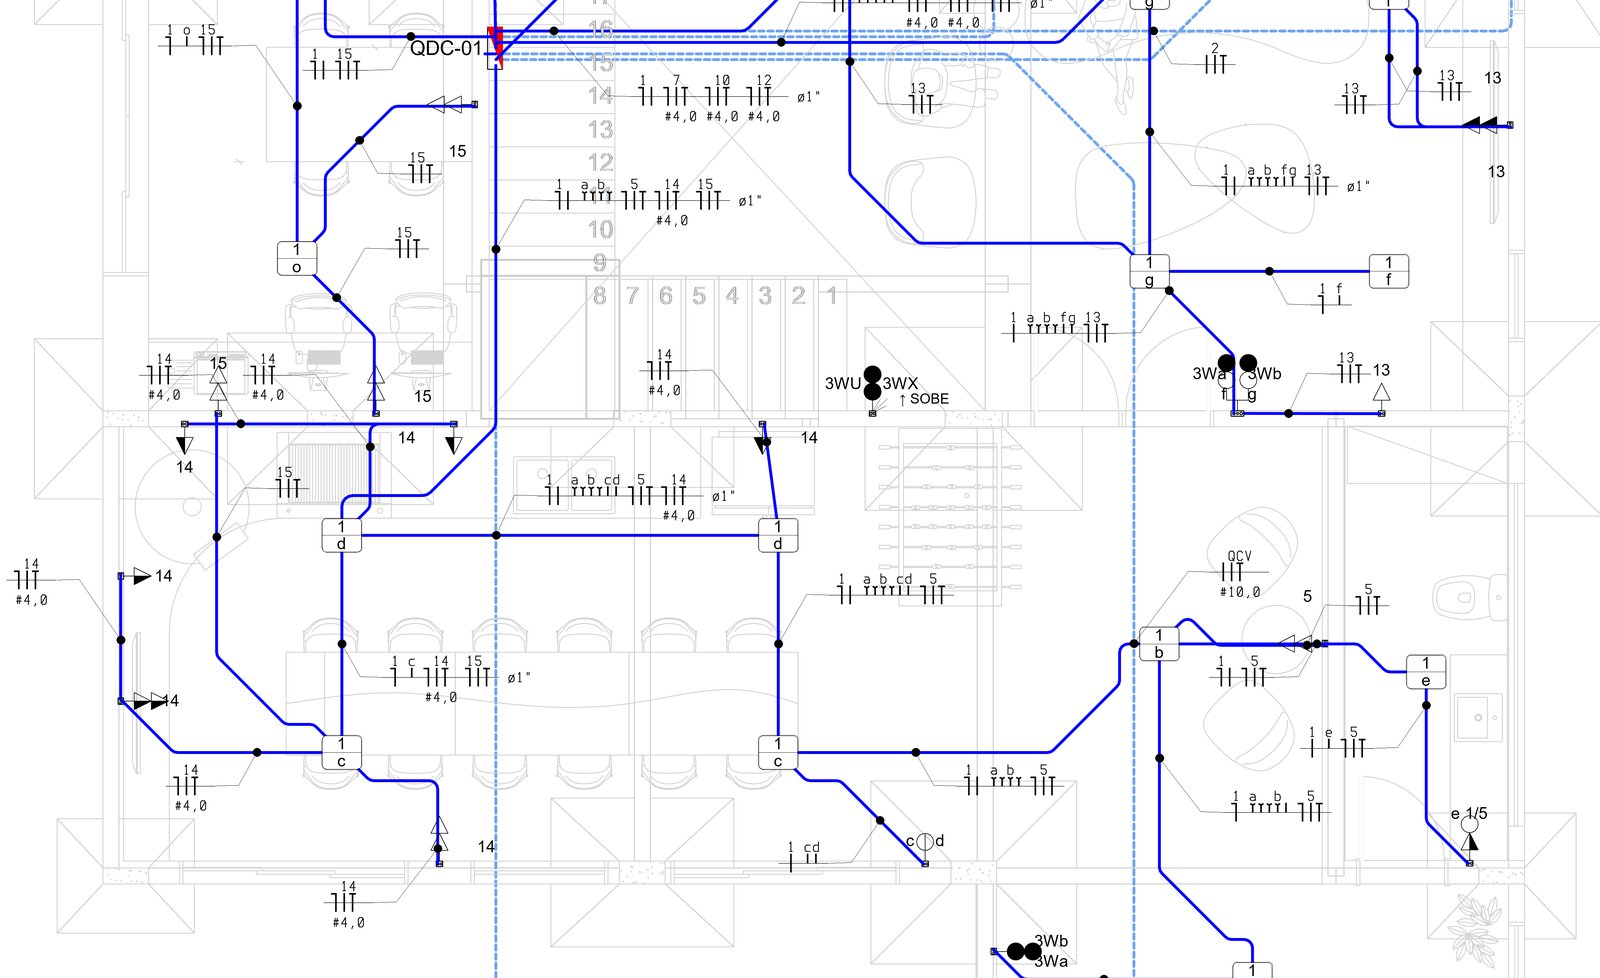 17
16
15
14
13
12
11
10
9
8 7 6 5 4 3 2 1
QDC-01
1 o 15
1 15
#4,0 #4,0 ø1"
g
f
2
1 7 10 12 ø1"
#4,0 #4,0 #4,0
13
13
13
13
13
15
15
1 a b 5 14 15 ø1"
#4,0
1 a b fg 13 ø1"
15
1
o
1
g
1
f
1 f
1 a b fg 13
14
#4,0
15
14
#4,0
15
14
#4,0
3WU 3WX
↑ SOBE
3Wa 3Wb
f g
13
13
14
14
14
15
1 a b cd 5 14 ø1"
#4,0
1
d
1
d
14
#4,0
14
1 a b cd 5
QCV
#10,0
5
5
1
b
1 5
1
e
1 c 14 15 ø1"
#4,0
14
1
c
1
c
14
#4,0
1 a b 5
1 e 5
1 a b 5
e 1/5
14
c d
1 cd
14
#4,0
3Wb
3Wa
1